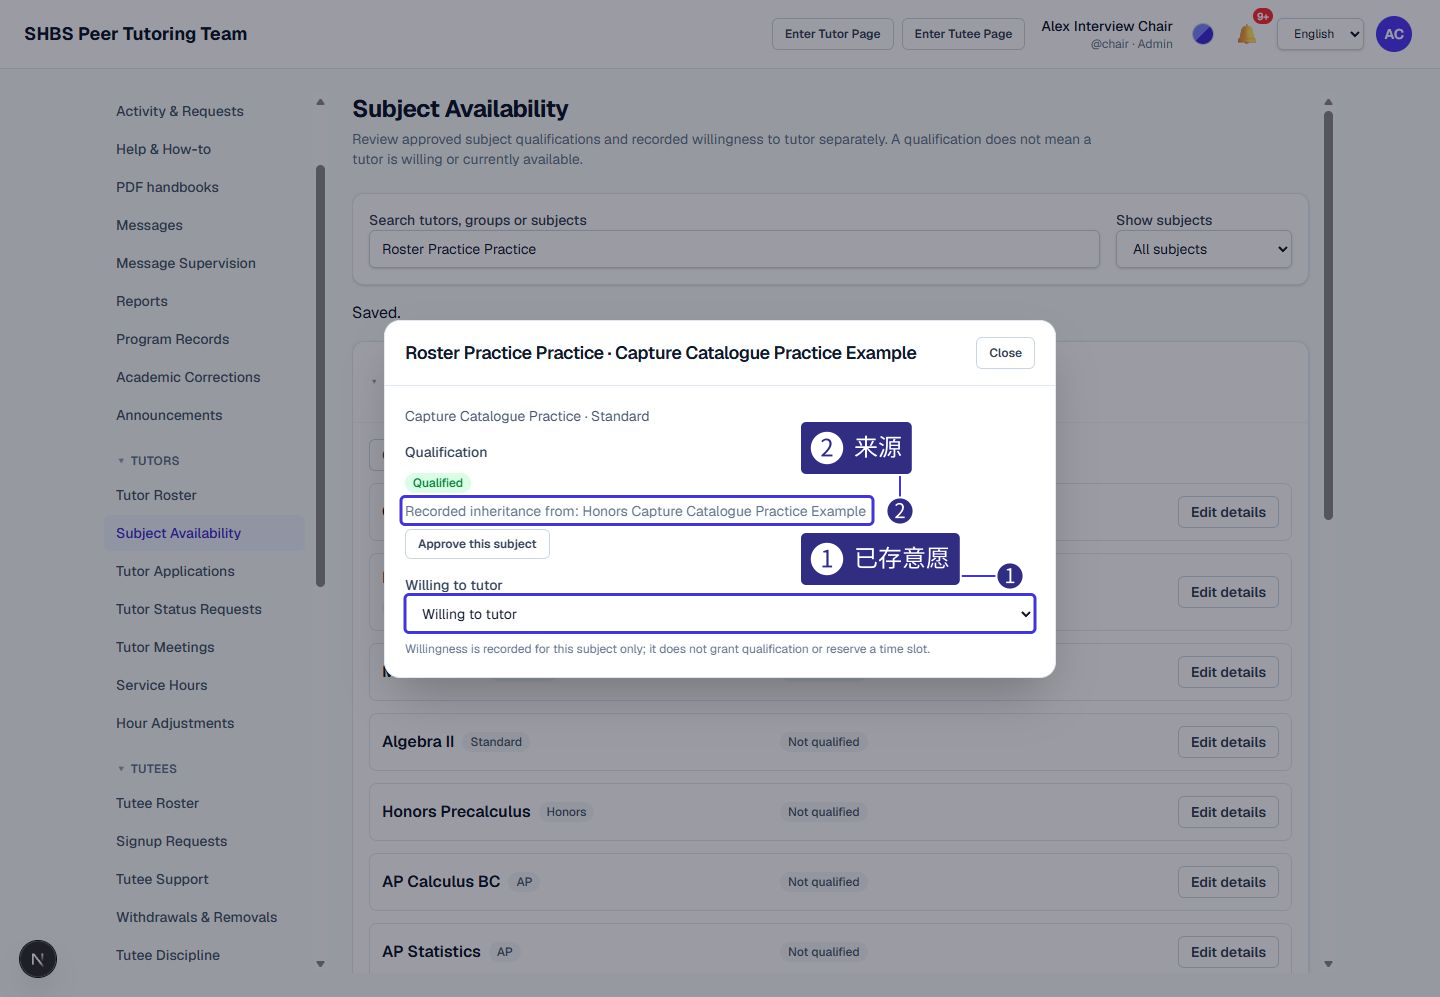 SHBS Peer Tutoring Team
Enter Tutor Page
Enter Tutee Page
Alex Interview Chair
@chair · Admin
9+
English
AC
Activity & Requests
Help & How-to
PDF handbooks
Messages
Message Supervision
Reports
Program Records
Academic Corrections
Announcements
TUTORS
Tutor Roster
Subject Availability
Tutor Applications
Tutor Status Requests
Tutor Meetings
Service Hours
Hour Adjustments
TUTEES
Tutee Roster
Signup Requests
Tutee Support
Withdrawals & Removals
Tutee Discipline
N
Subject Availability
Review approved subject qualifications and recorded willingness to tutor separately. A qualification does not mean a
tutor is willing or currently available.
Search tutors, groups or subjects
Show subjects
Roster Practice Practice
All subjects
Saved.
Roster Practice Practice · Capture Catalogue Practice Example
Close
Capture Catalogue Practice · Standard
2 来源
Qualification
Qualified
Recorded inheritance from: Honors Capture Catalogue Practice Example
2
Approve this subject
1 已存意愿
1
Willing to tutor
Willing to tutor
Willingness is recorded for this subject only; it does not grant qualification or reserve a time slot.
Edit details
Edit details
Edit details
Algebra II Standard Not qualified Edit details
Honors Precalculus Honors Not qualified Edit details
AP Calculus BC AP Not qualified Edit details
AP Statistics AP Not qualified Edit details